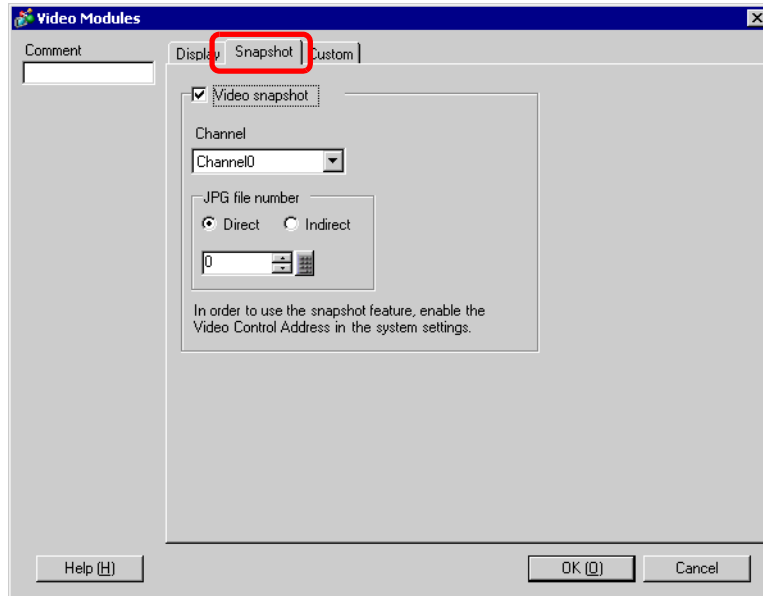 Video Modules
Comment
Display Snapshot Custom
Video snapshot
Channel
Channel0
JPG file number
Direct Indirect
0
In order to use the snapshot feature, enable the
Video Control Address in the system settings.
Help (H) OK (O) Cancel